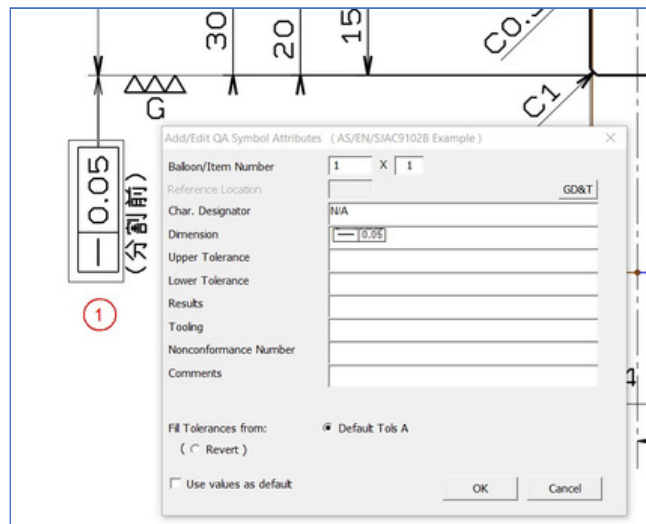 30
20
15
C0.
G
C1
— 0.05
(分割前)
1
Add/Edit QA Symbol Attributes ( AS/EN/SJAC9102B Example )
Balloon/Item Number 1 X 1
Reference Location GD&T
Char. Designator N/A
Dimension — 0.05
Upper Tolerance
Lower Tolerance
Results
Tooling
Nonconformance Number
Comments
4
Fill Tolerances from: Default Tols A
( Revert )
Use values as default
OK Cancel